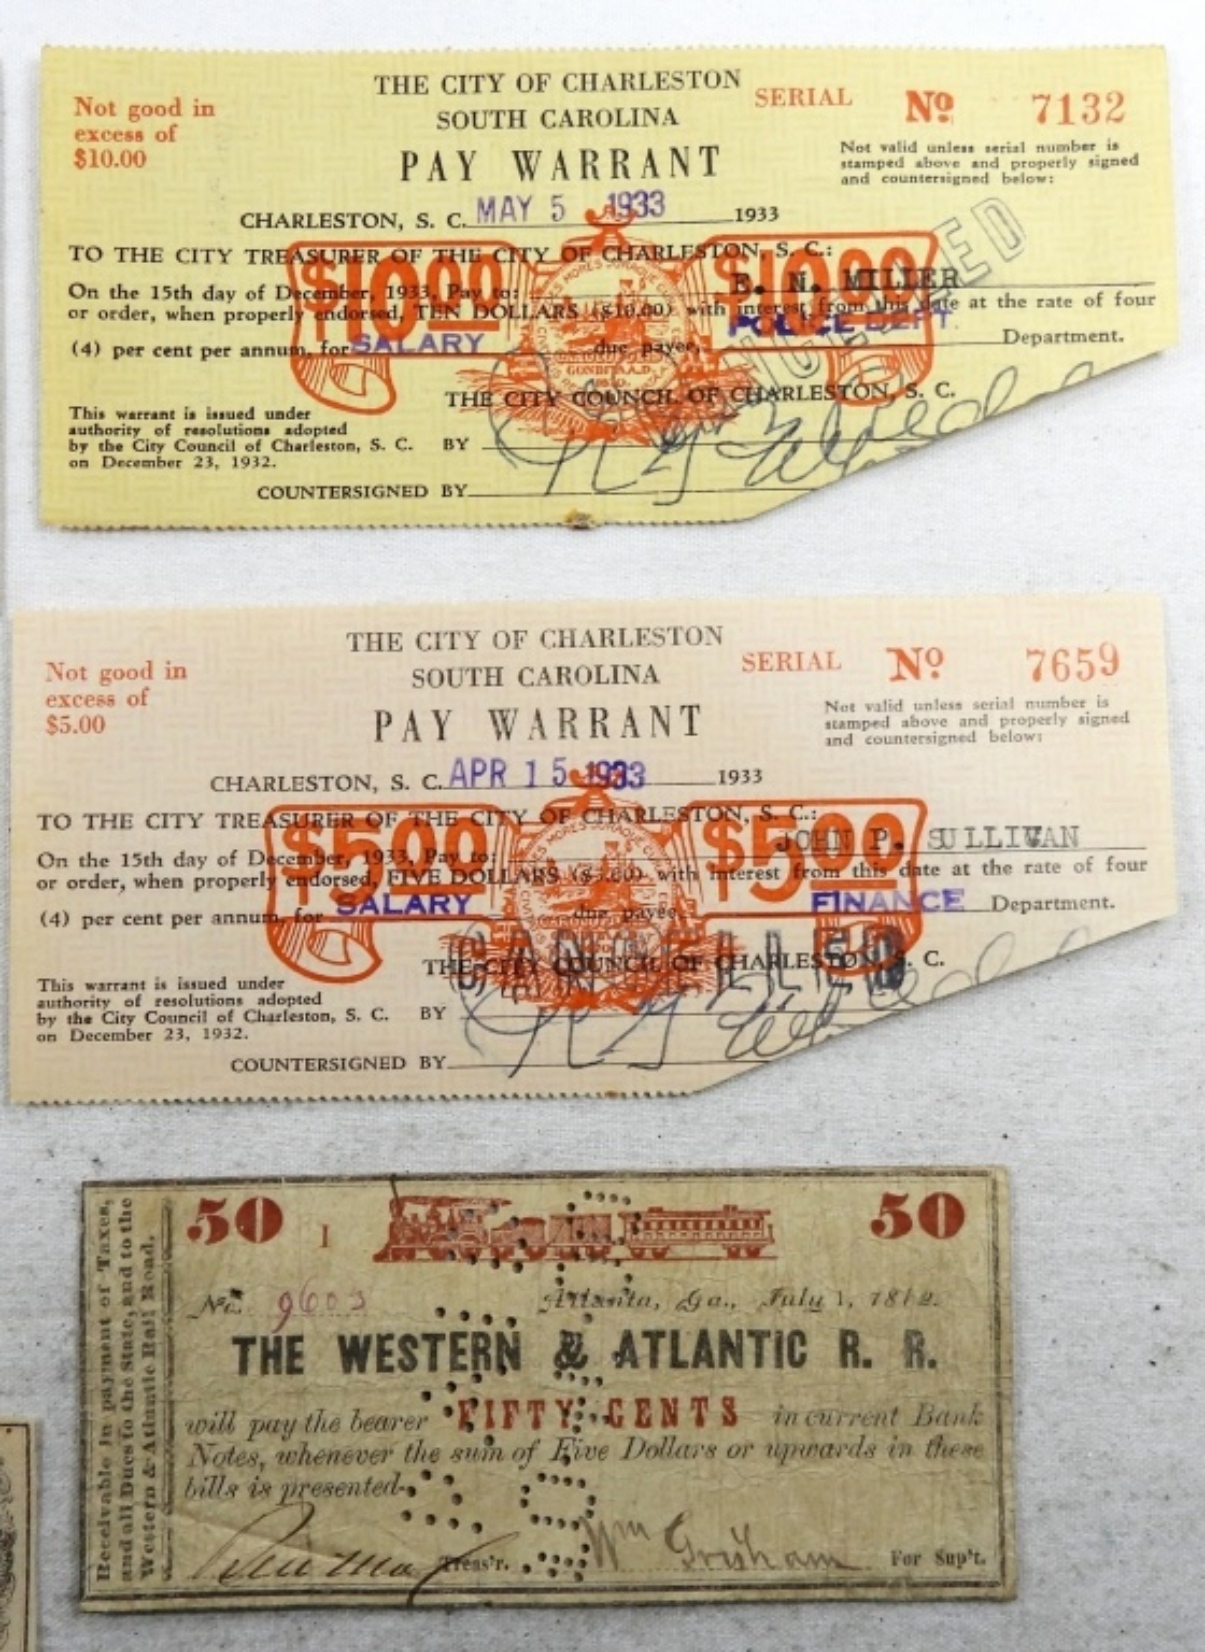 THE CITY OF CHARLESTON
SOUTH CAROLINA
PAY WARRANT
Not good in
excess of
$10.00
SERIAL No 7132
Not valid unless serial number is
stamped above and properly signed
and countersigned below:
CHARLESTON, S. C. MAY 5 1933 1933
TO THE CITY TREASURER OF THE CITY OF CHARLESTON, S. C.:
$10.00 $10.00
On the 15th day of December, 1933, Pay to: E. N. MILLER
or order, when properly endorsed, TEN DOLLARS ($10.00) with interest from this date at the rate of four
(4) per cent per annum, for SALARY due payee, POLICE DEPT. Department.
THE CITY COUNCIL OF CHARLESTON, S. C.
This warrant is issued under
authority of resolutions adopted
by the City Council of Charleston, S. C.
on December 23, 1932.
BY
COUNTERSIGNED BY
CANCELLED
THE CITY OF CHARLESTON
SOUTH CAROLINA
PAY WARRANT
Not good in
excess of
$5.00
SERIAL No 7659
Not valid unless serial number is
stamped above and properly signed
and countersigned below:
CHARLESTON, S. C. APR 15 1933 1933
TO THE CITY TREASURER OF THE CITY OF CHARLESTON, S. C.:
$5.00 $5.00
On the 15th day of December, 1933, Pay to: JOHN P. SULLIVAN
or order, when properly endorsed, FIVE DOLLARS ($5.00) with interest from this date at the rate of four
(4) per cent per annum, for SALARY due payee, FINANCE Department.
CANCELLED
THE CITY COUNCIL OF CHARLESTON, S. C.
This warrant is issued under
authority of resolutions adopted
by the City Council of Charleston, S. C.
on December 23, 1932.
BY
COUNTERSIGNED BY
Receivable in payment of Taxes,
and all Dues to the State, and to the
Western & Atlantic Rail Road.
50 1 50
No. 9603 Atlanta, Ga., July 1, 1862.
THE WESTERN & ATLANTIC R. R.
will pay the bearer FIFTY CENTS in current Bank
Notes, whenever the sum of Five Dollars or upwards in these
bills is presented.
Treas'r. Wm Grisham For Sup't.